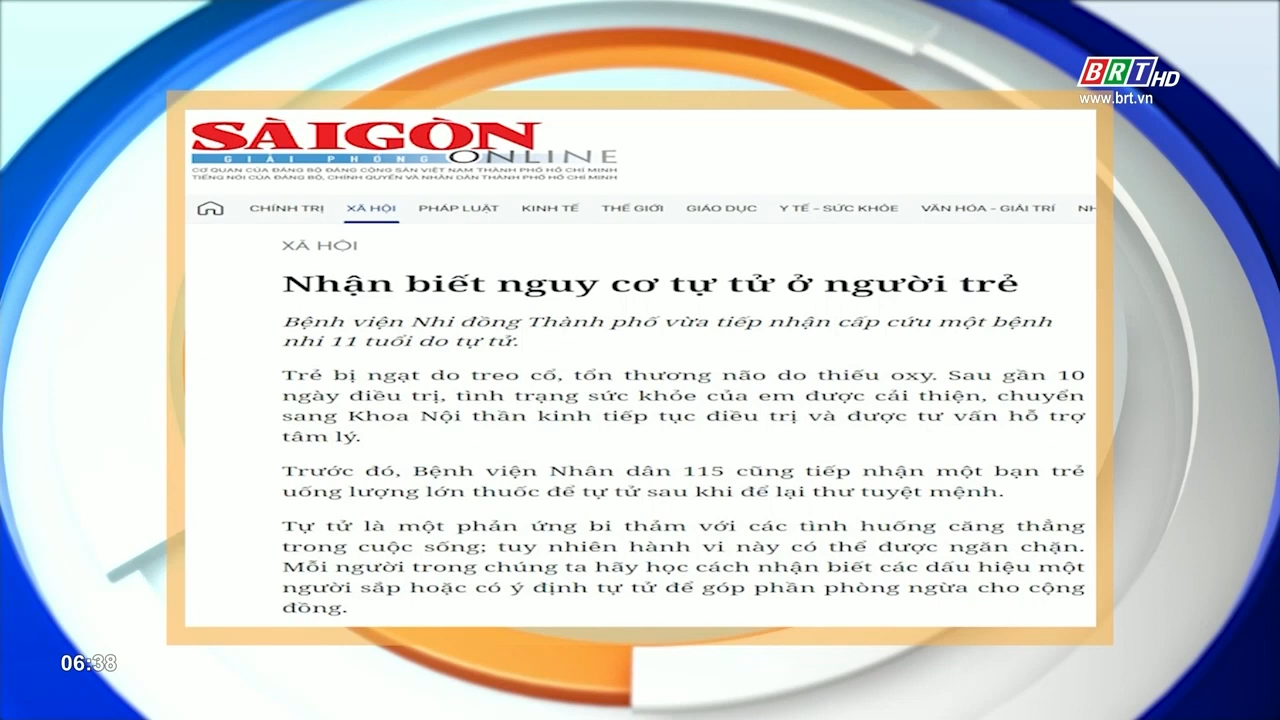 BRT HD
www.brt.vn
SÀIGÒN
GIẢI PHÓNG ONLINE
CƠ QUAN CỦA ĐẢNG BỘ ĐẢNG CỘNG SẢN VIỆT NAM THÀNH PHỐ HỒ CHÍ MINH
TIẾNG NÓI CỦA ĐẢNG BỘ, CHÍNH QUYỀN VÀ NHÂN DÂN THÀNH PHỐ HỒ CHÍ MINH
CHÍNH TRỊ XÃ HỘI PHÁP LUẬT KINH TẾ THẾ GIỚI GIÁO DỤC Y TẾ - SỨC KHỎE VĂN HÓA - GIẢI TRÍ NH
XÃ HỘI
Nhận biết nguy cơ tự tử ở người trẻ
Bệnh viện Nhi đồng Thành phố vừa tiếp nhận cấp cứu một bệnh
nhi 11 tuổi do tự tử.
Trẻ bị ngạt do treo cổ, tổn thương não do thiếu oxy. Sau gần 10
ngày điều trị, tình trạng sức khỏe của em được cải thiện, chuyển
sang Khoa Nội thần kinh tiếp tục điều trị và được tư vấn hỗ trợ
tâm lý.
Trước đó, Bệnh viện Nhân dân 115 cũng tiếp nhận một bạn trẻ
uống lượng lớn thuốc để tự tử sau khi để lại thư tuyệt mệnh.
Tự tử là một phản ứng bi thảm với các tình huống căng thẳng
trong cuộc sống; tuy nhiên hành vi này có thể được ngăn chặn.
Mỗi người trong chúng ta hãy học cách nhận biết các dấu hiệu một
người sắp hoặc có ý định tự tử để góp phần phòng ngừa cho cộng
đồng.
06:38